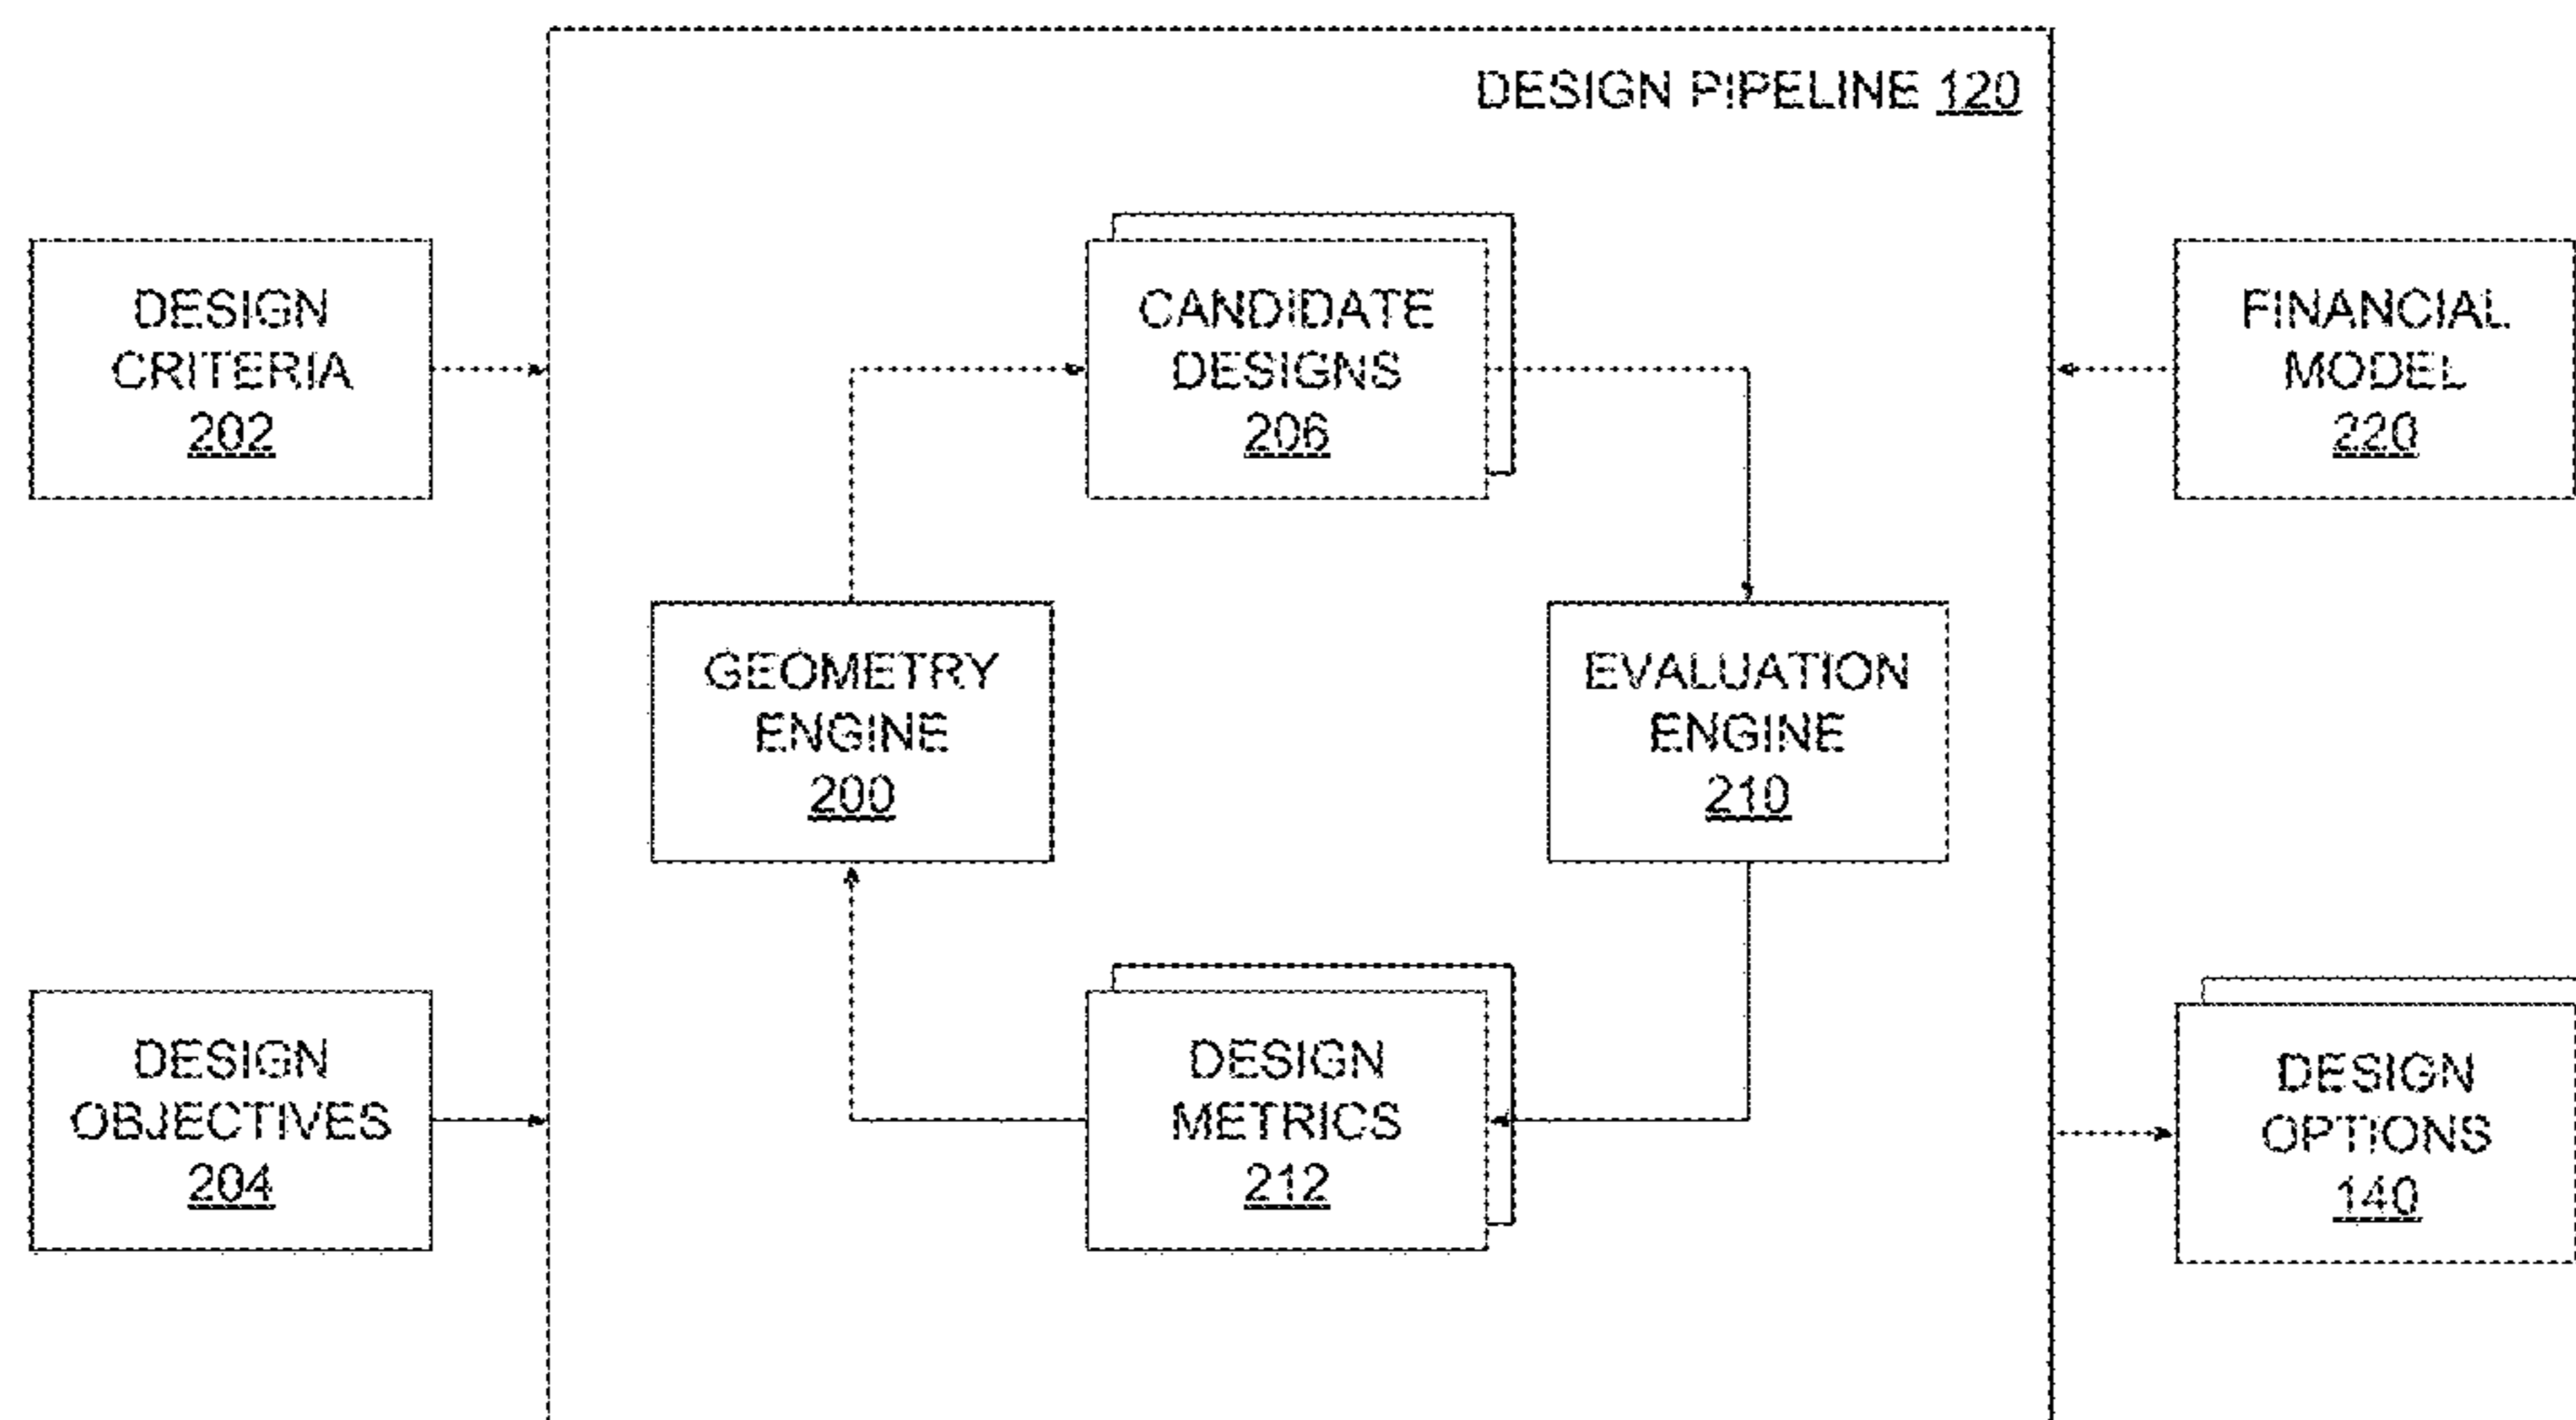 DESIGN PIPELINE 120
DESIGN
CRITERIA
202
CANDIDATE
DESIGNS
206
FINANCIAL
MODEL
220
GEOMETRY
ENGINE
200
EVALUATION
ENGINE
210
DESIGN
OBJECTIVES
204
DESIGN
METRICS
212
DESIGN
OPTIONS
140